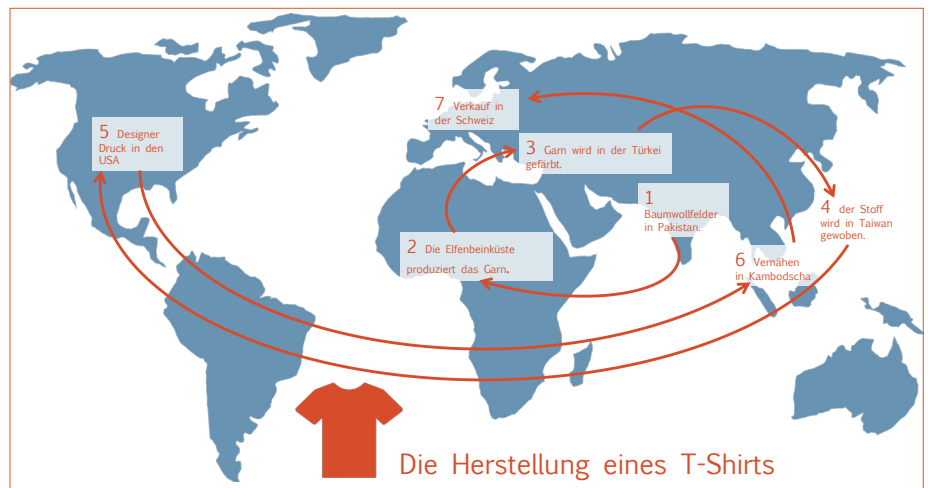 7 Verkauf in
der Schweiz
5 Designer
Druck in den
USA
3 Garn wird in der Türkei
gefärbt.
1
Baumwollfelder
in Pakistan.
4 der Stoff
wird in Taiwan
gewoben.
2 Die Elfenbeinküste
produziert das Garn.
6 Vernähen
in Kambodscha
Die Herstellung eines T-Shirts